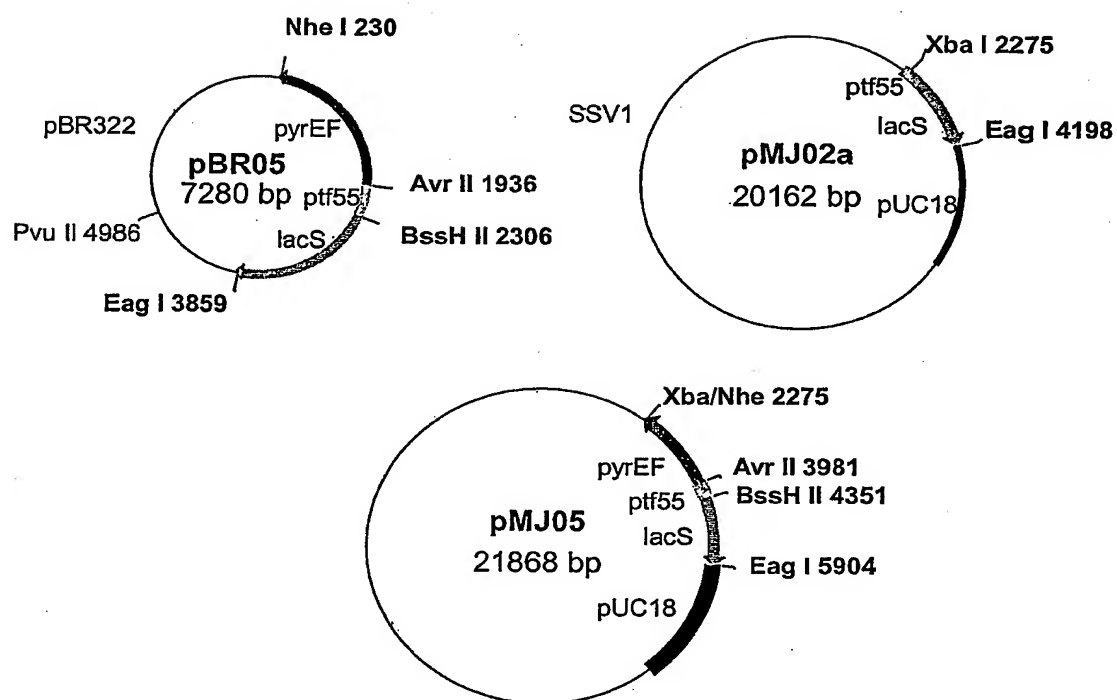 Nhe I 230
pBR322
pyrEF
pBR05
7280 bp
ptf55
Avr II 1936
Pvu II 4986
lacS
BssH II 2306
Eag I 3859
Xba I 2275
ptf55
SSV1
lacS
Eag I 4198
pMJ02a
20162 bp
pUC18
Xba/Nhe 2275
pyrEF
Avr II 3981
ptf55
BssH II 4351
pMJ05
lacS
21868 bp
Eag I 5904
pUC18